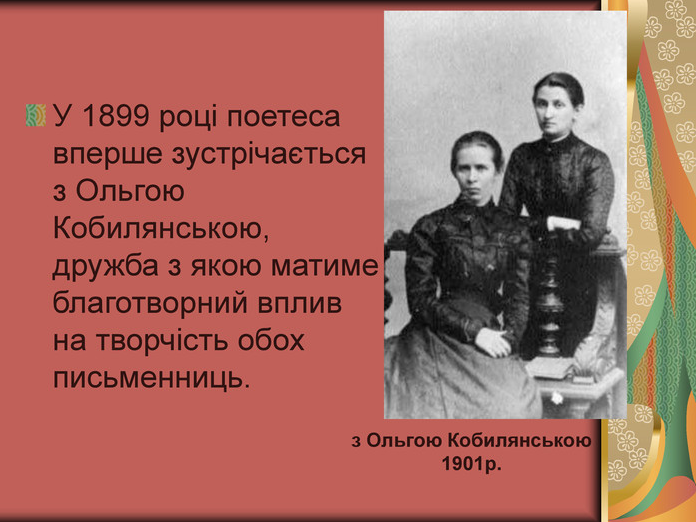 У 1899 році поетеса
вперше зустрічається
з Ольгою
Кобилянською,
дружба з якою матиме
благотворний вплив
на творчість обох
письменниць.
з Ольгою Кобилянською
1901р.